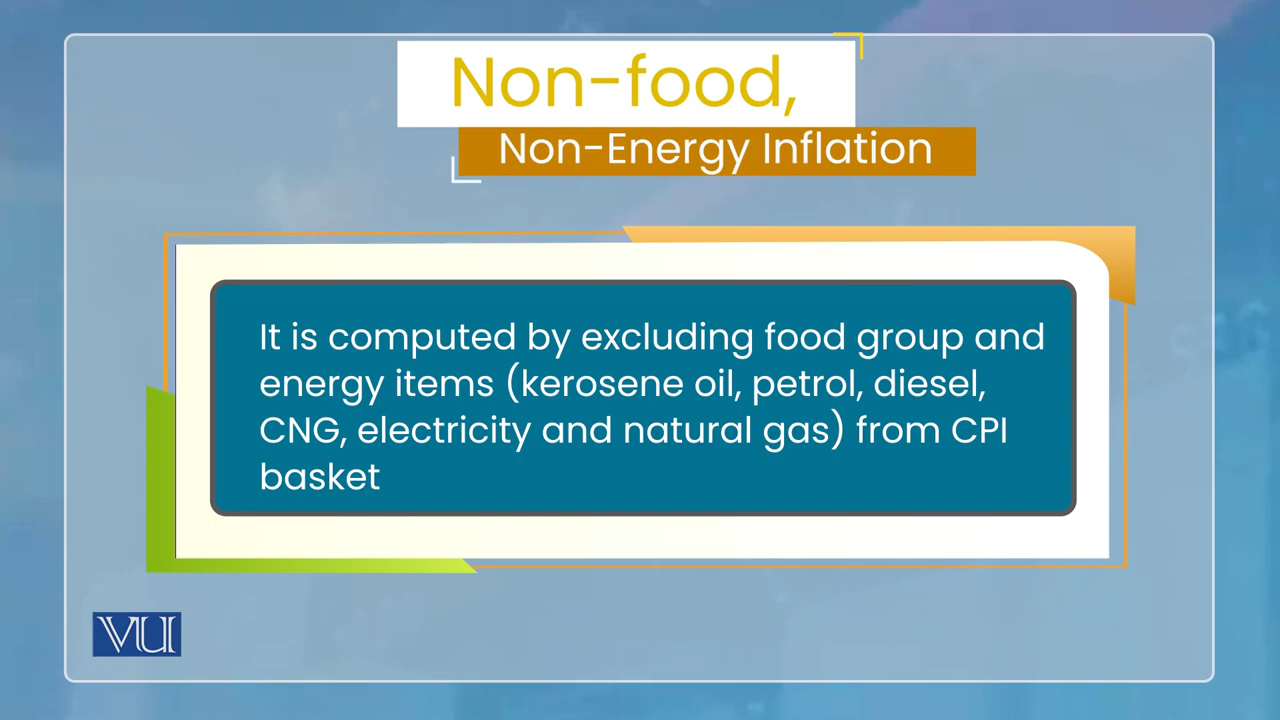 Non-food,
Non-Energy Inflation
It is computed by excluding food group and
energy items (kerosene oil, petrol, diesel,
CNG, electricity and natural gas) from CPI
basket
VU